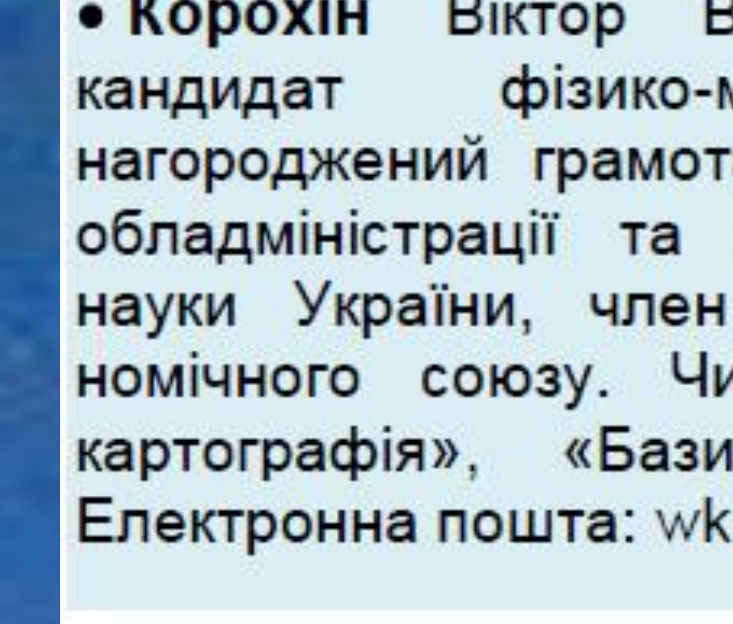 ● Корохін Віктор В
кандидат фізико-м
нагороджений грамот
обладміністрації та
науки України, член
номічного союзу. Чи
картографія», «Бази
Електронна пошта: wk